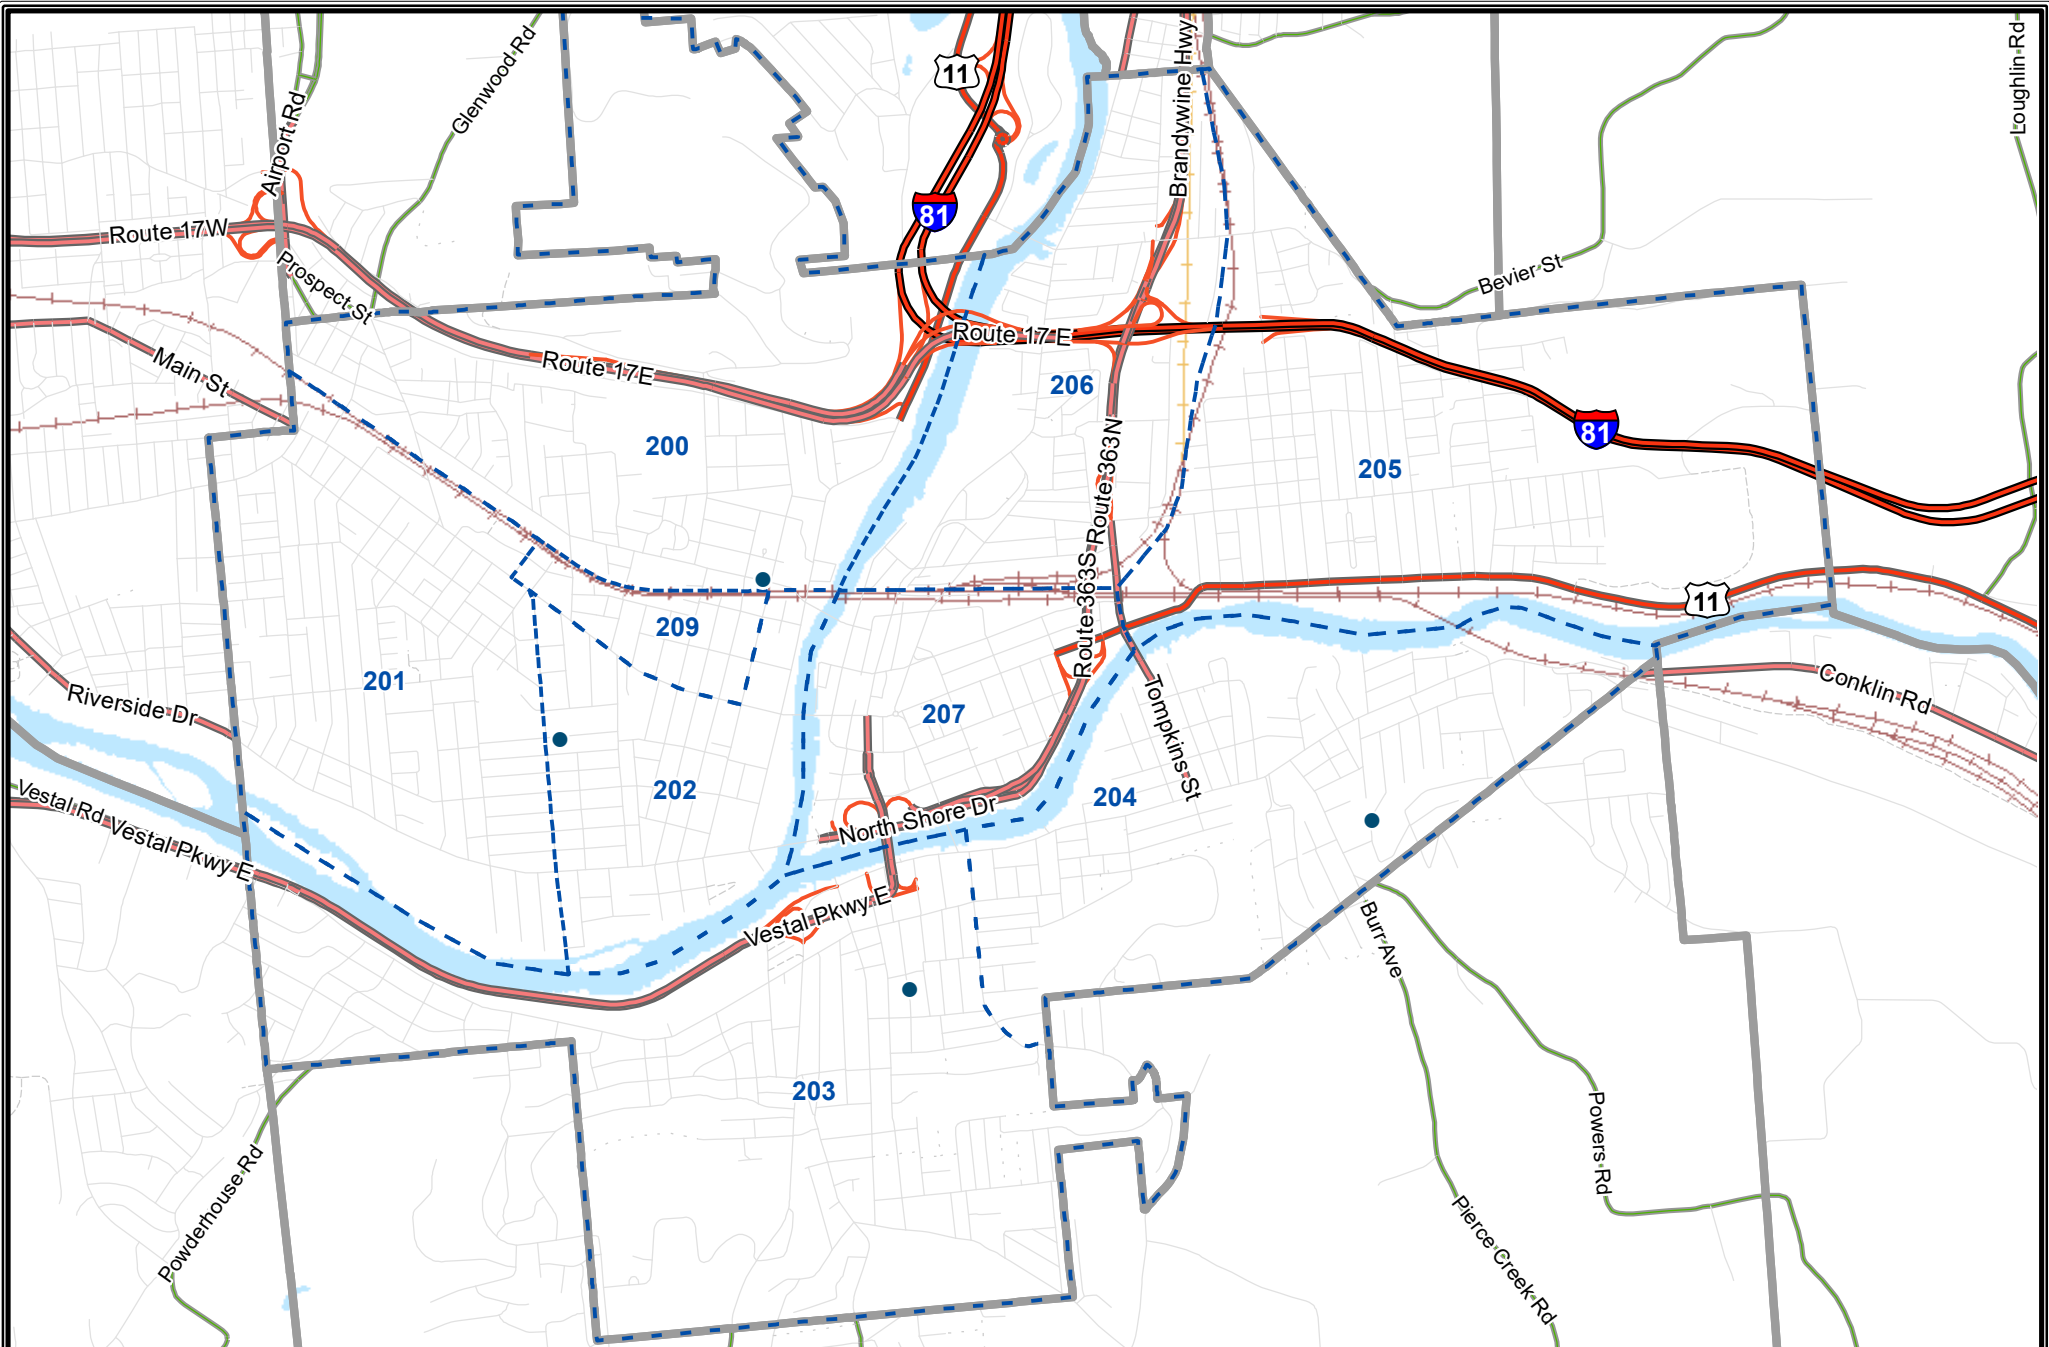 Glenwood Rd
11
Brandywine Hwy
Loughlin Rd
Airport Rd
81
Route 17W
Prospect St
Bevier St
Route 17 E
Main St
Route 17E
206
200
81
205
Route 363N
Route 363S
11
209
201
Riverside Dr
207
Tompkins St
Conklin Rd
202
204
Vestal Rd
Vestal Pkwy E
North Shore Dr
Vestal Pkwy E
Burr Ave
203
Powers Rd
Powderhouse Rd
Pierce Creek Rd